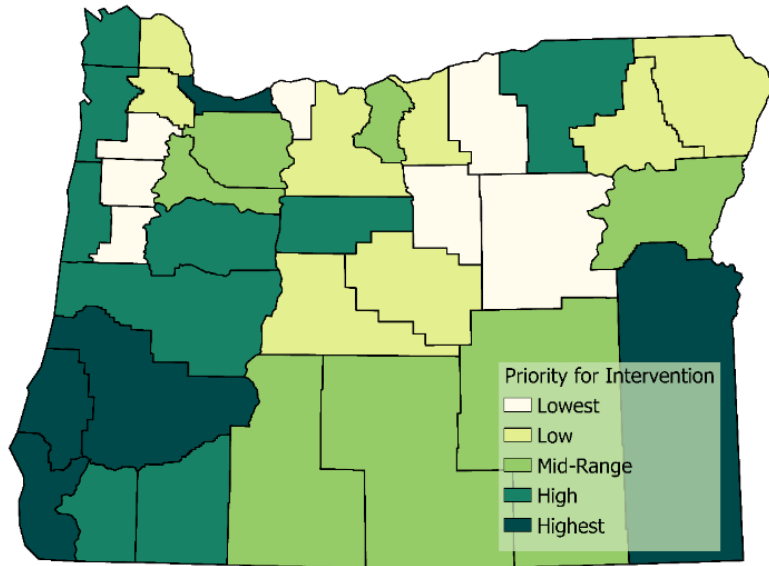 Priority for Intervention
Lowest
Low
Mid-Range
High
Highest